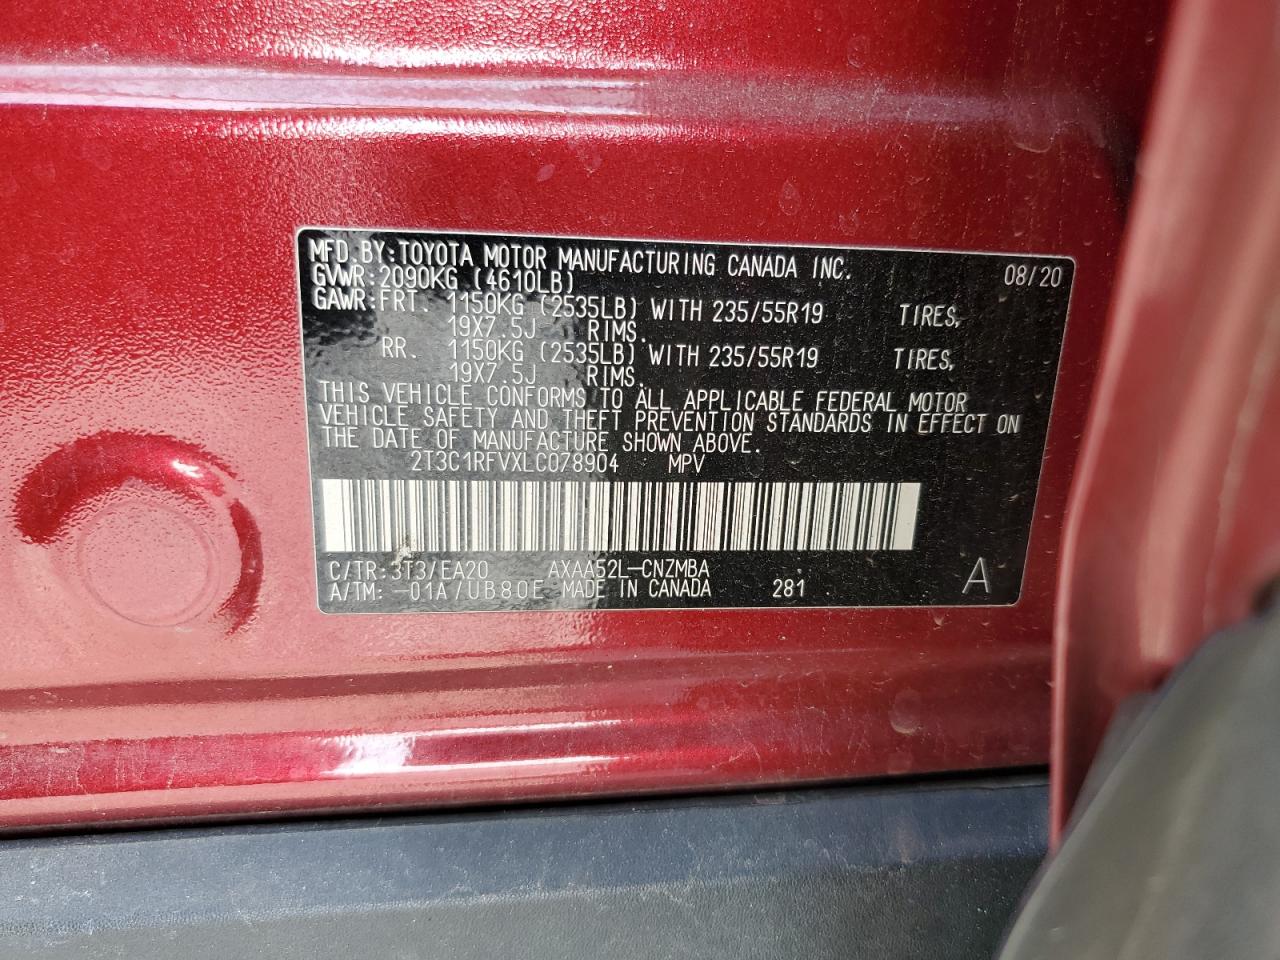 MFD.BY:TOYOTA MOTOR MANUFACTURING CANADA INC. 08/20
GVWR:2090KG (4610LB)
GAWR:FRT. 1150KG (2535LB) WITH 235/55R19 TIRES,
19X7.5J RIMS.
RR. 1150KG (2535LB) WITH 235/55R19 TIRES,
19X7.5J RIMS.
THIS VEHICLE CONFORMS TO ALL APPLICABLE FEDERAL MOTOR
VEHICLE SAFETY AND THEFT PREVENTION STANDARDS IN EFFECT ON
THE DATE OF MANUFACTURE SHOWN ABOVE.
2T3C1RFVXLC078904 MPV
C/TR:3T3/EA20 AXAA52L-CNZMBA
A/TM:-01A/UB80E MADE IN CANADA 281 A